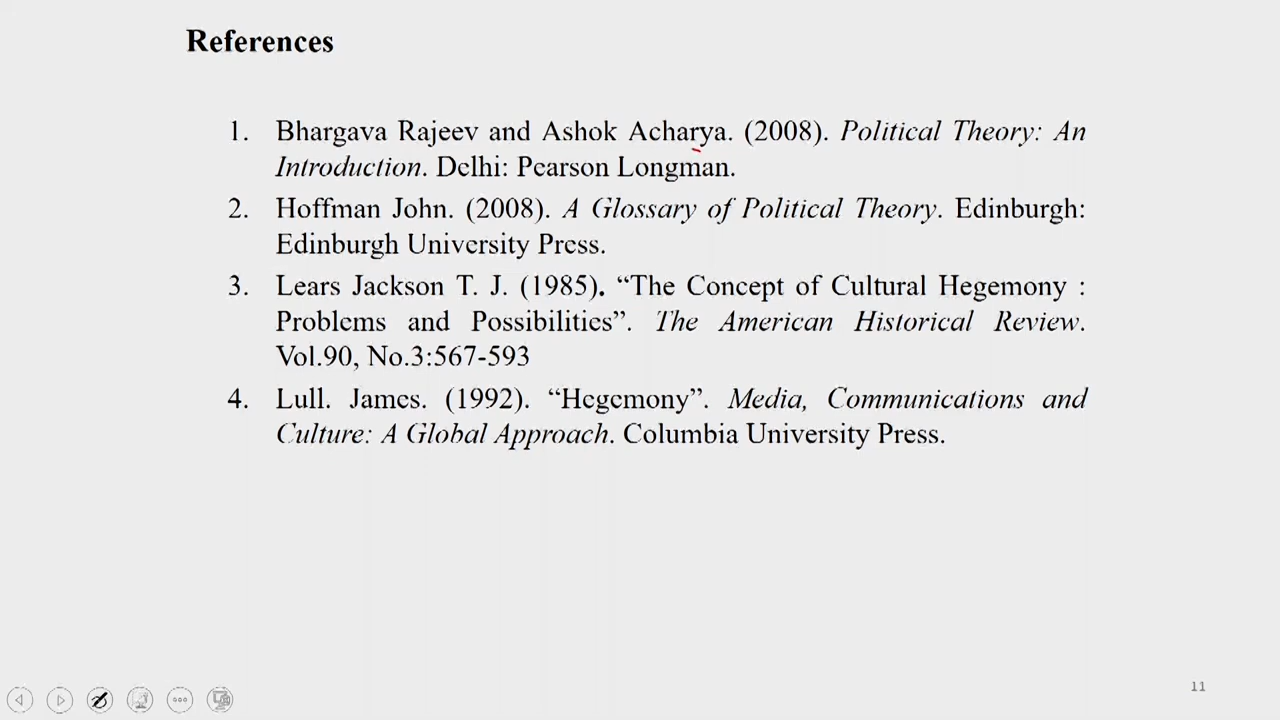 References
1. Bhargava Rajeev and Ashok Acharya. (2008). Political Theory: An
Introduction. Delhi: Pearson Longman.
2. Hoffman John. (2008). A Glossary of Political Theory. Edinburgh:
Edinburgh University Press.
3. Lears Jackson T. J. (1985). “The Concept of Cultural Hegemony :
Problems and Possibilities”. The American Historical Review.
Vol.90, No.3:567-593
4. Lull. James. (1992). “Hegemony”. Media, Communications and
Culture: A Global Approach. Columbia University Press.
11